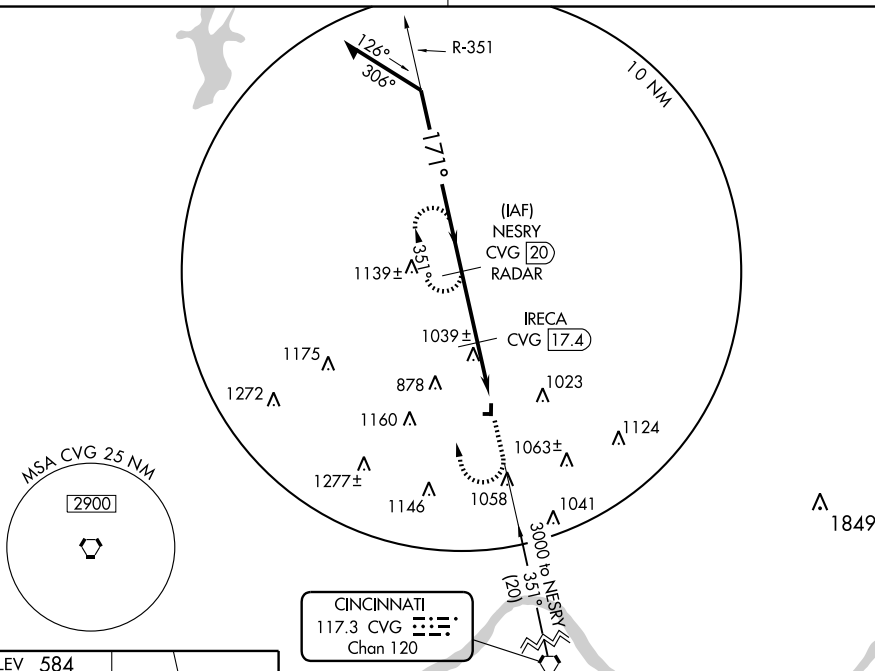 126°
306°
R-351
10 NM
171°
(IAF)
NESRY
CVG 20
RADAR
351°
1139±
IRECA
CVG 17.4
1039±
1175
1272
878
1023
1160
1124
1063±
1277±
1146
1058
1041
1849
MSA CVG 25 NM
2900
3000 to NESRY
351°
(20)
CINCINNATI
117.3 CVG
Chan 120
LEV 584